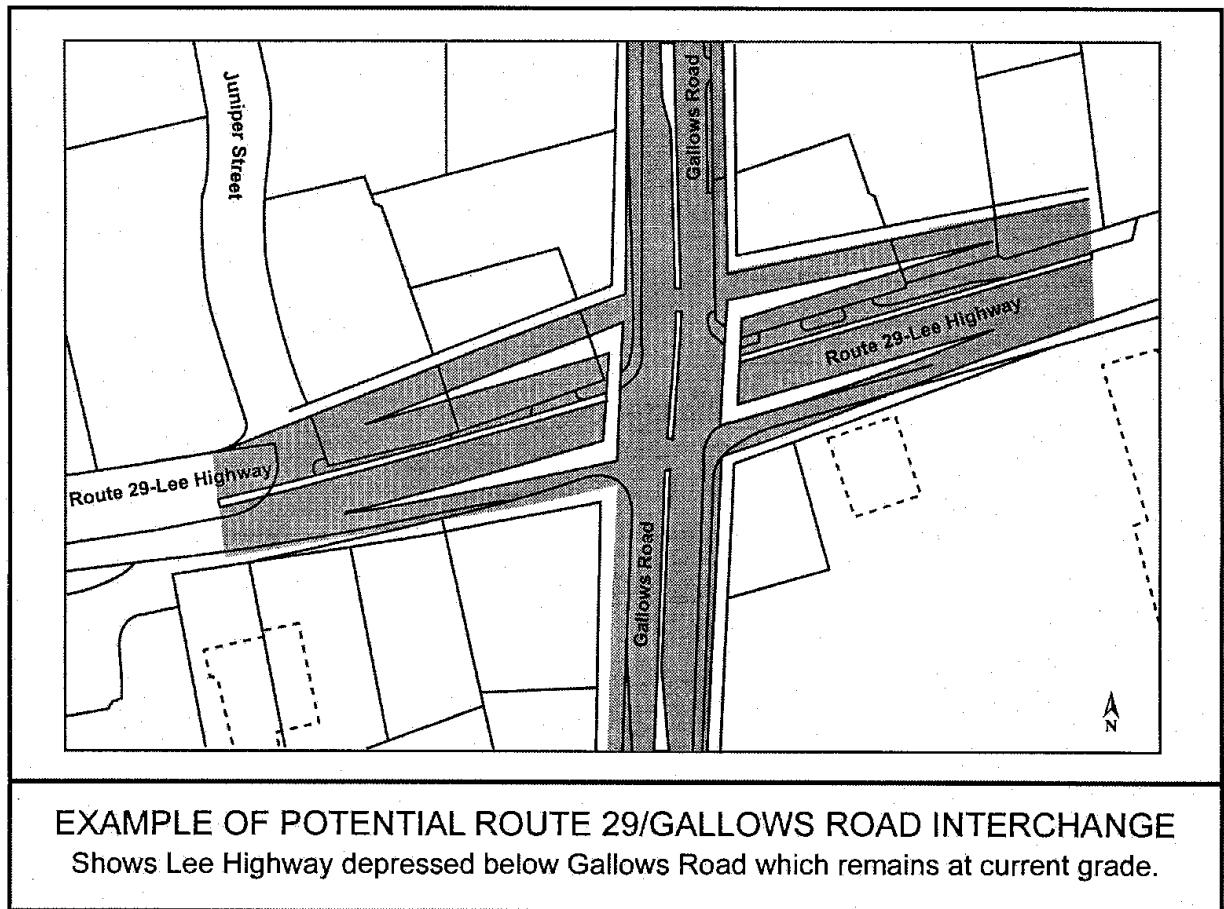 Juniper Street
Gallows Road
Route 29-Lee Highway
Route 29-Lee Highway
Gallows Road
N
EXAMPLE OF POTENTIAL ROUTE 29/GALLOWS ROAD INTERCHANGE
Shows Lee Highway depressed below Gallows Road which remains at current grade.